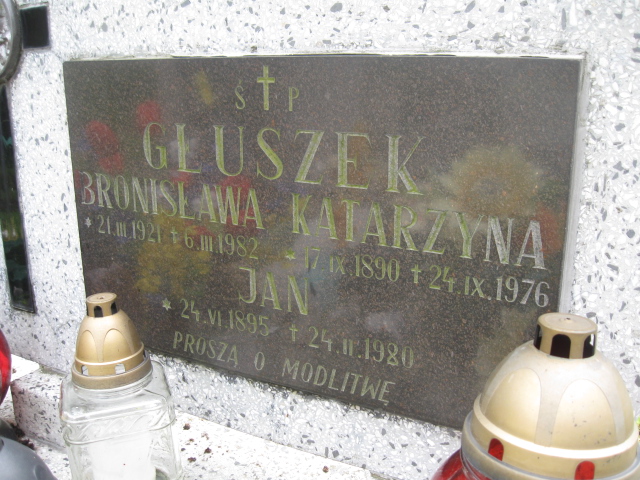 Ś † P
GŁUSZEK
BRONISŁAWA KATARZYNA
* 21.III.1921 † 6.III.1982 * 17.IX.1890 † 24.IX.1976
JAN
* 24.VI.1895 † 24.II.1980
PROSZĄ O MODLITWĘ